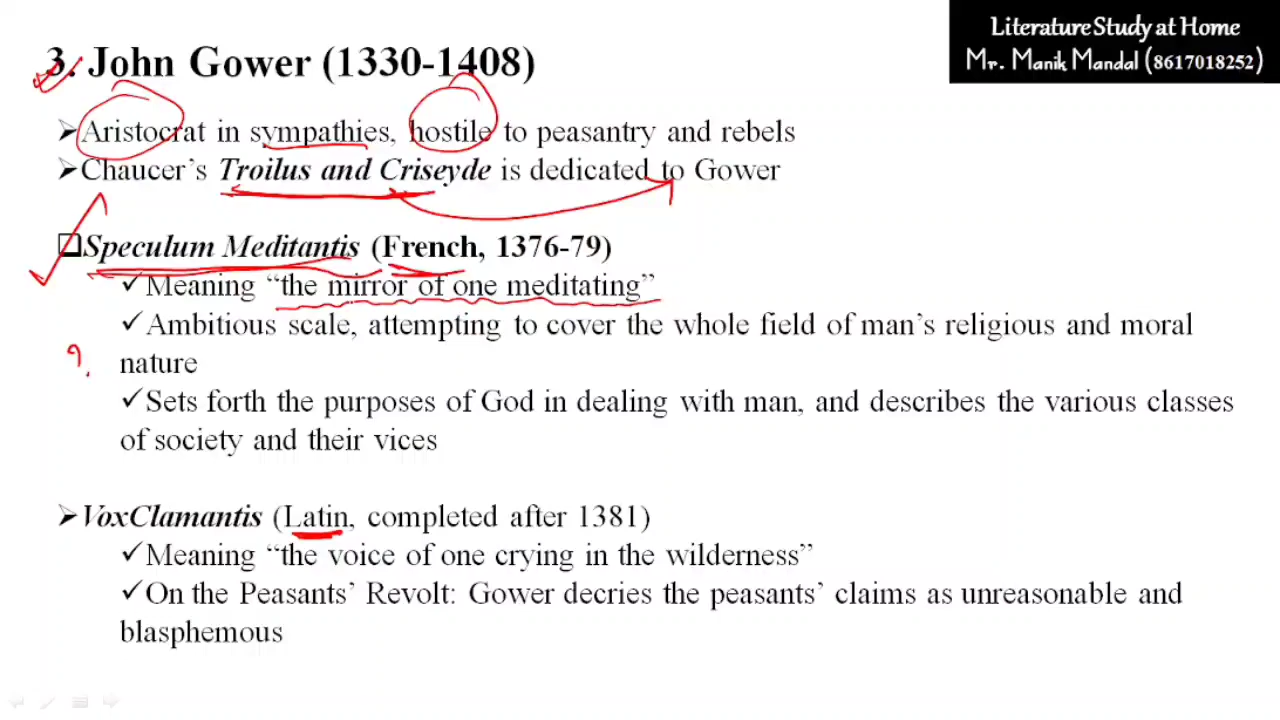 Literature Study at Home
Mr. Manik Mandal (8617018252)
3. John Gower (1330-1408)
➢Aristocrat in sympathies, hostile to peasantry and rebels
➢Chaucer's Troilus and Criseyde is dedicated to Gower
❑Speculum Meditantis (French, 1376-79)
✓Meaning “the mirror of one meditating”
✓Ambitious scale, attempting to cover the whole field of man's religious and moral
nature
✓Sets forth the purposes of God in dealing with man, and describes the various classes
of society and their vices
➢VoxClamantis (Latin, completed after 1381)
✓Meaning “the voice of one crying in the wilderness”
✓On the Peasants’ Revolt: Gower decries the peasants’ claims as unreasonable and
blasphemous